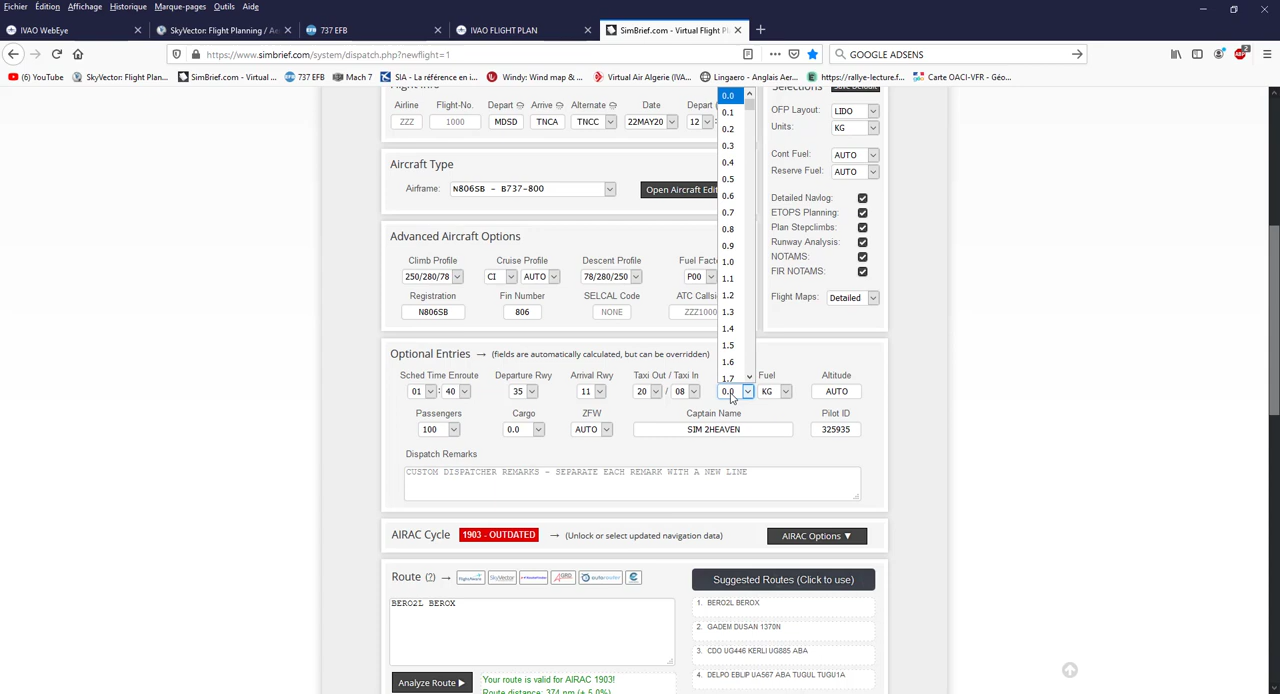 Fichier Édition Affichage Historique Marque-pages Outils Aide
IVAO WebEye
SkyVector: Flight Planning / Ae
737 EFB
IVAO FLIGHT PLAN
SimBrief.com - Virtual Flight P
https://www.simbrief.com/system/dispatch.php?newflight=1
GOOGLE ADSENS
(6) YouTube
SkyVector: Flight Plan...
SimBrief.com - Virtual ...
737 EFB
Mach 7
SIA - La référence en i...
Windy: Wind map & ...
Virtual Air Algerie (IVA...
Lingaero - Anglais Aer...
https://rallye-lecture.f...
Carte OACI-VFR - Géo...
Flight Info
Airline Flight-No. Depart Arrive Alternate Date Depart (
ZZZ 1000 MDSD TNCA TNCC 22MAY20 12 :
Aircraft Type
Airframe: N806SB - B737-800 Open Aircraft Edit
Advanced Aircraft Options
Climb Profile Cruise Profile Descent Profile Fuel Facto
250/280/78 CI AUTO 78/280/250 P00
Registration Fin Number SELCAL Code ATC Callsi
N806SB 806 NONE ZZZ1000
0.0
0.1
0.2
0.3
0.4
0.5
0.6
0.7
0.8
0.9
1.0
1.1
1.2
1.3
1.4
1.5
1.6
1.7
Selections Save Default
OFP Layout: LIDO
Units: KG
Cont Fuel: AUTO
Reserve Fuel: AUTO
Detailed Navlog:
ETOPS Planning:
Plan Stepclimbs:
Runway Analysis:
NOTAMS:
FIR NOTAMS:
Flight Maps: Detailed
Optional Entries → (fields are automatically calculated, but can be overridden)
Sched Time Enroute Departure Rwy Arrival Rwy Taxi Out / Taxi In Fuel Altitude
01 : 40 35 11 20 / 08 0.0 KG AUTO
Passengers Cargo ZFW Captain Name Pilot ID
100 0.0 AUTO SIM 2HEAVEN 325935
Dispatch Remarks
CUSTOM DISPATCHER REMARKS - SEPARATE EACH REMARK WITH A NEW LINE
AIRAC Cycle 1903 - OUTDATED → (Unlock or select updated navigation data) AIRAC Options ▼
Route (?) →
SkyVector
autorouter
BERO2L BEROX
Suggested Routes (Click to use)
1. BERO2L BEROX
2. GADEM DUSAN 1370N
3. CDO UG446 KERLI UG885 ABA
4. DELPO EBLIP UA567 ABA TUGUL TUGU1A
Analyze Route ▶
Your route is valid for AIRAC 1903!
Route distance: 374 nm (+ 5.0%)